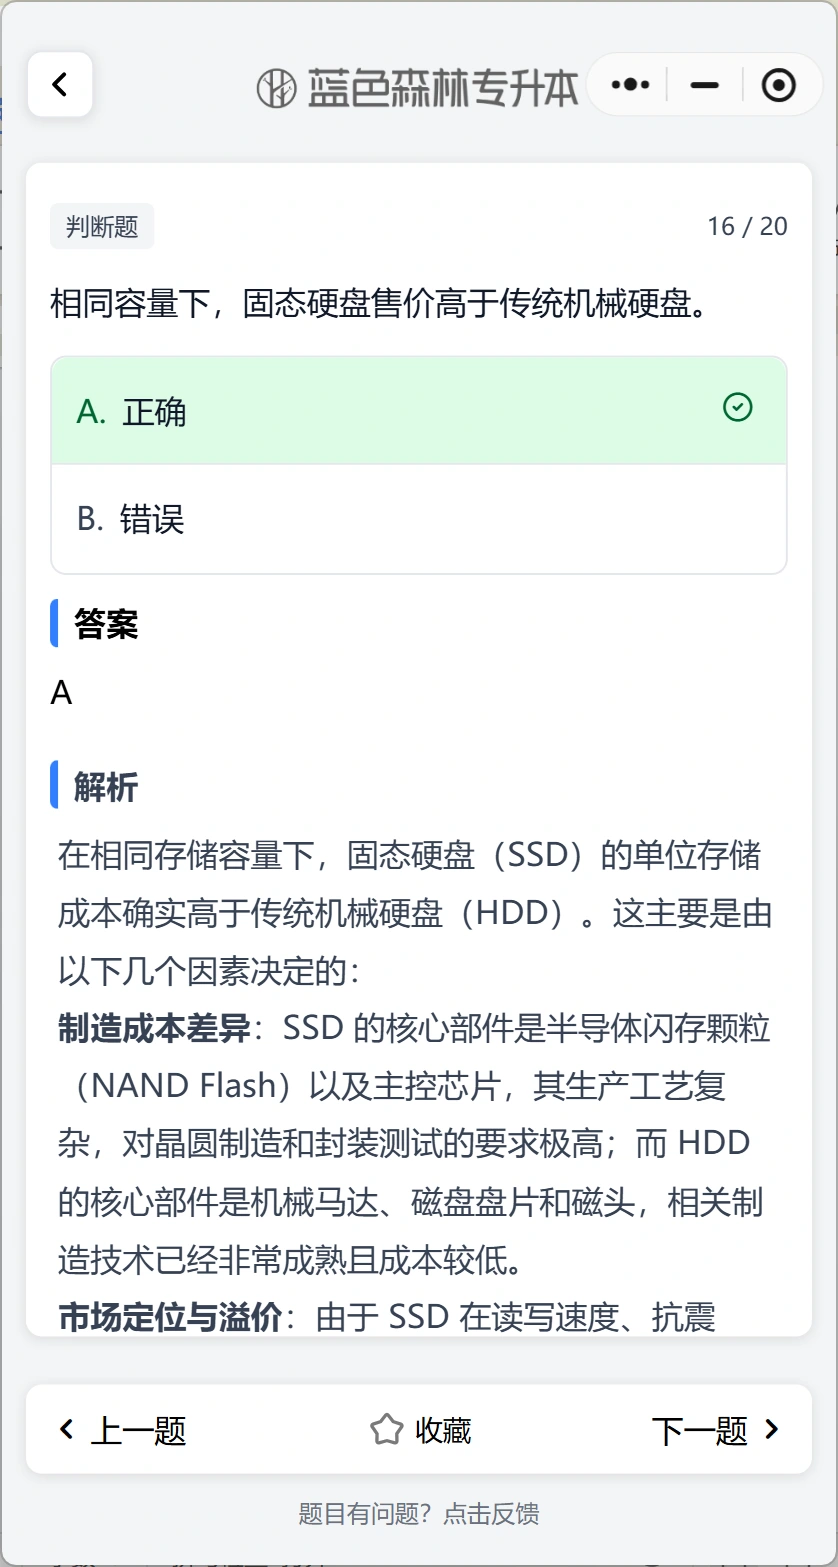 蓝色森林专升本
判断题
16 / 20
相同容量下，固态硬盘售价高于传统机械硬盘。
A. 正确
B. 错误
答案
A
解析
在相同存储容量下，固态硬盘（SSD）的单位存储
成本确实高于传统机械硬盘（HDD）。这主要是由
以下几个因素决定的：
制造成本差异：SSD 的核心部件是半导体闪存颗粒
（NAND Flash）以及主控芯片，其生产工艺复
杂，对晶圆制造和封装测试的要求极高；而 HDD
的核心部件是机械马达、磁盘盘片和磁头，相关制
造技术已经非常成熟且成本较低。
市场定位与溢价：由于 SSD 在读写速度、抗震
上一题
收藏
下一题
题目有问题？点击反馈